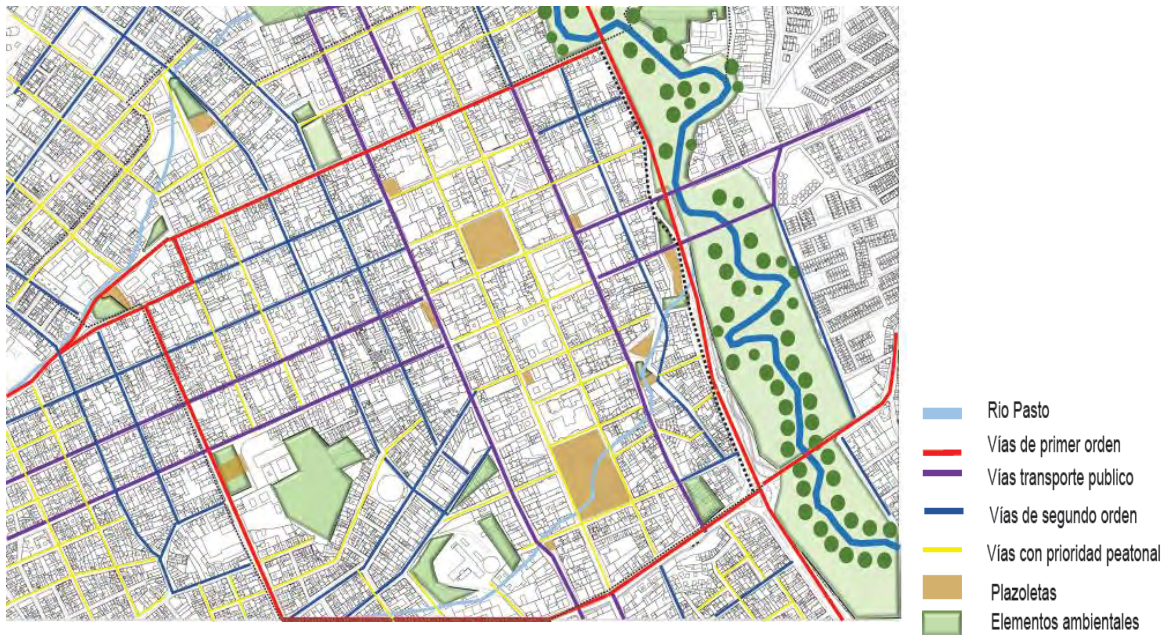 Rio Pasto
Vías de primer orden
Vías transporte publico
Vías de segundo orden
Vías con prioridad peatonal
Plazoletas
Elementos ambientales